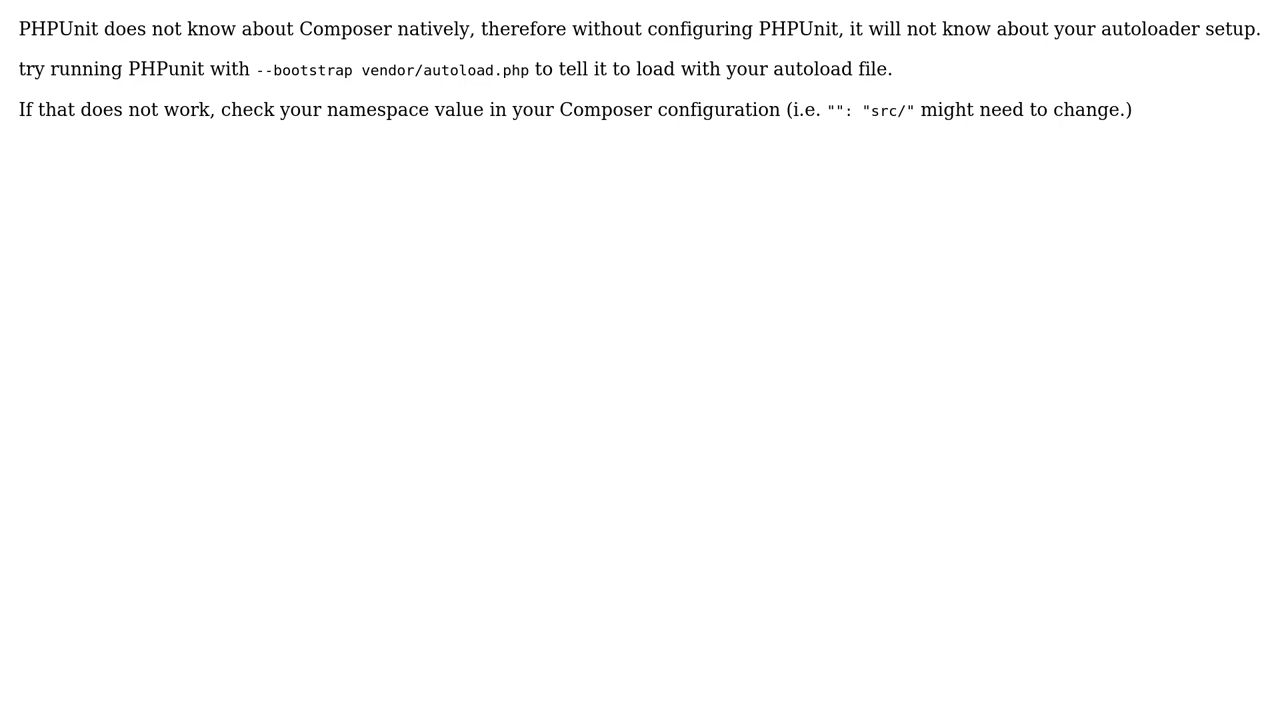 PHPUnit does not know about Composer natively, therefore without configuring PHPUnit, it will not know about your autoloader setup.
try running PHPunit with --bootstrap vendor/autoload.php to tell it to load with your autoload file.
If that does not work, check your namespace value in your Composer configuration (i.e. "": "src/" might need to change.)